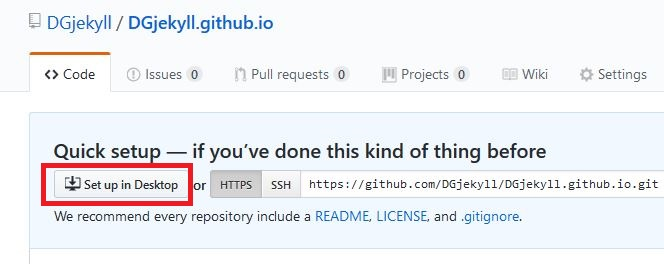 DGjekyll / DGjekyll.github.io
Code Issues 0 Pull requests 0 Projects 0 Wiki Settings
Quick setup — if you've done this kind of thing before
Set up in Desktop or HTTPS SSH https://github.com/DGjekyll/DGjekyll.github.io.git
We recommend every repository include a README, LICENSE, and .gitignore.